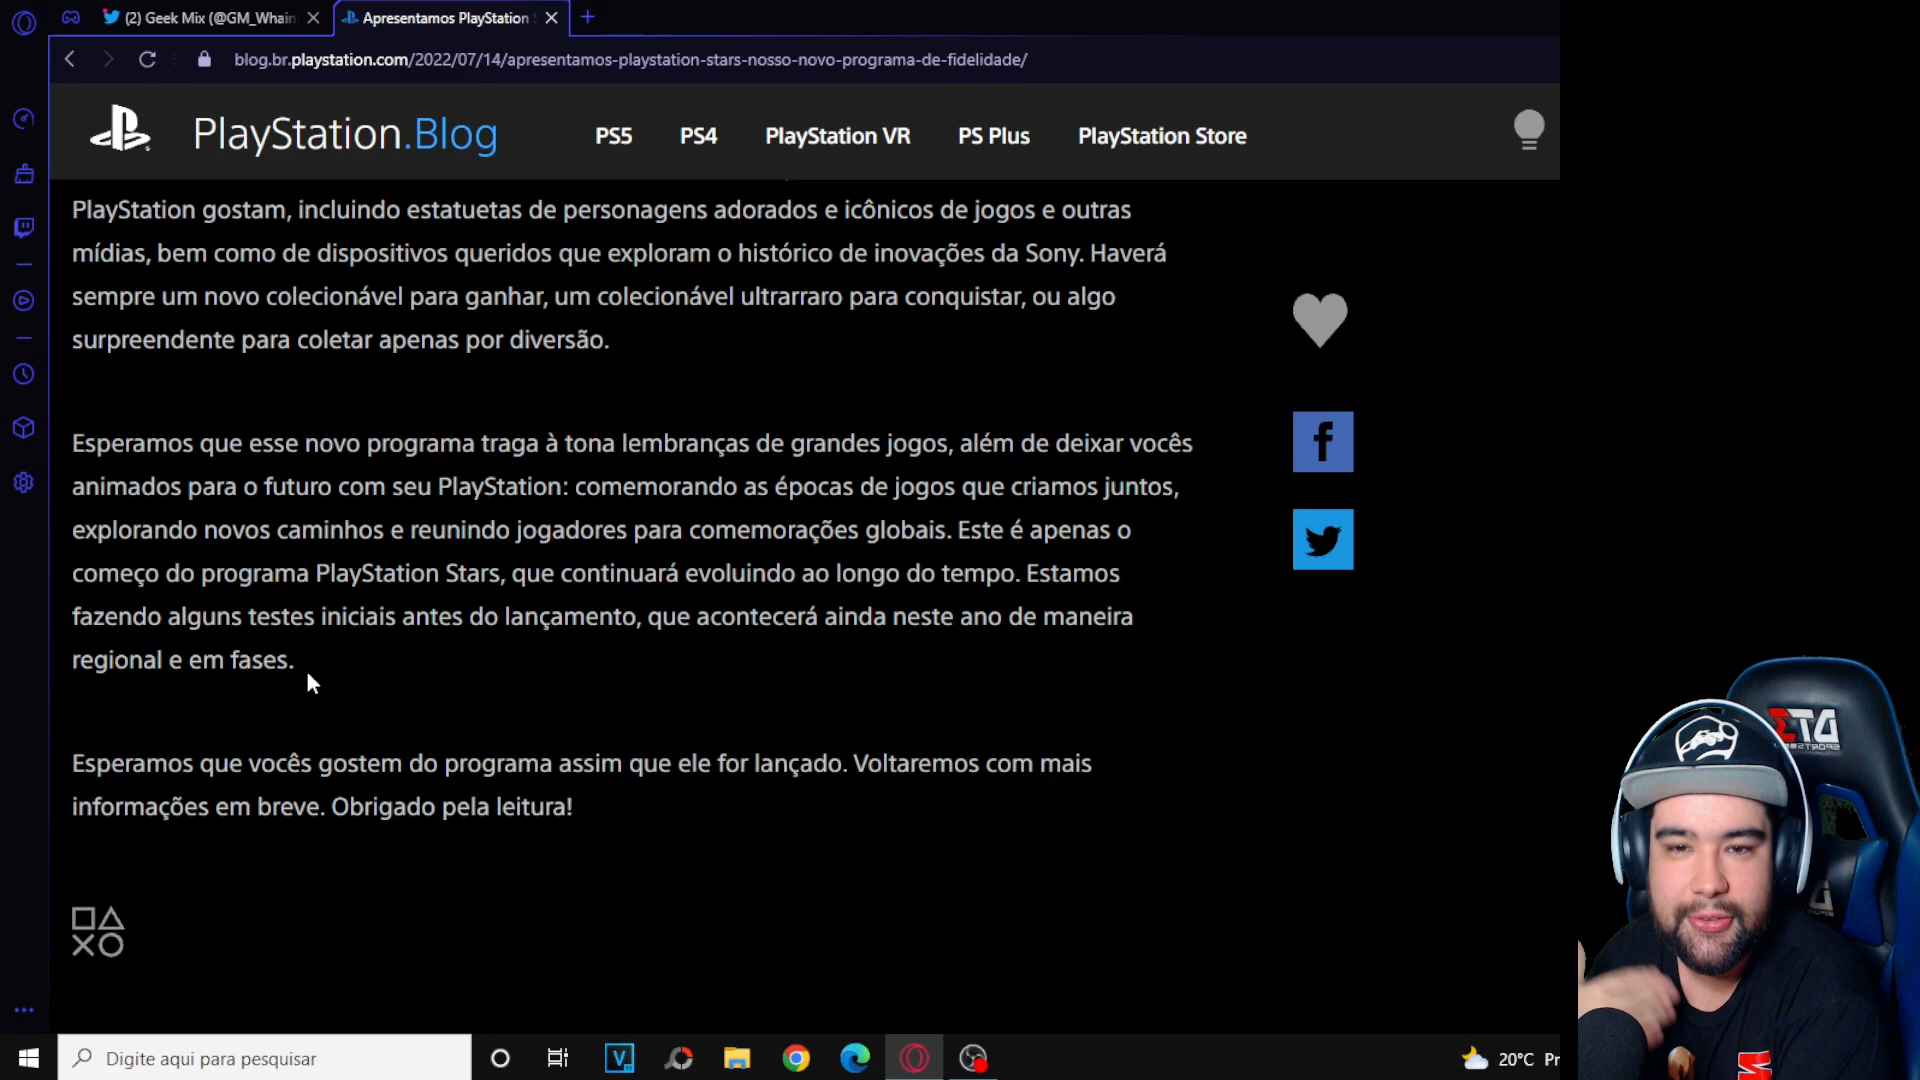 (2) Geek Mix (@GM_Whain
Apresentamos PlayStation S
blog.br.playstation.com/2022/07/14/apresentamos-playstation-stars-nosso-novo-programa-de-fidelidade/
PlayStation.Blog
PS5
PS4
PlayStation VR
PS Plus
PlayStation Store
PlayStation gostam, incluindo estatuetas de personagens adorados e icônicos de jogos e outras
mídias, bem como de dispositivos queridos que exploram o histórico de inovações da Sony. Haverá
sempre um novo colecionável para ganhar, um colecionável ultrarraro para conquistar, ou algo
surpreendente para coletar apenas por diversão.
Esperamos que esse novo programa traga à tona lembranças de grandes jogos, além de deixar vocês
animados para o futuro com seu PlayStation: comemorando as épocas de jogos que criamos juntos,
explorando novos caminhos e reunindo jogadores para comemorações globais. Este é apenas o
começo do programa PlayStation Stars, que continuará evoluindo ao longo do tempo. Estamos
fazendo alguns testes iniciais antes do lançamento, que acontecerá ainda neste ano de maneira
regional e em fases.
Esperamos que vocês gostem do programa assim que ele for lançado. Voltaremos com mais
informações em breve. Obrigado pela leitura!
Digite aqui para pesquisar
20°C Pr